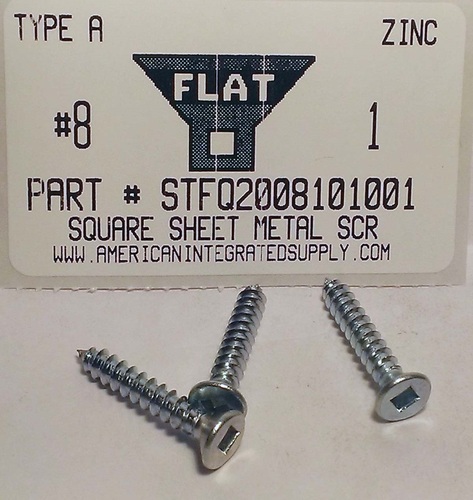 TYPE A ZINC
FLAT
#8 1
PART # STFQ2008101001
SQUARE SHEET METAL SCR
WWW.AMERICANINTEGRATEDSUPPLY.COM